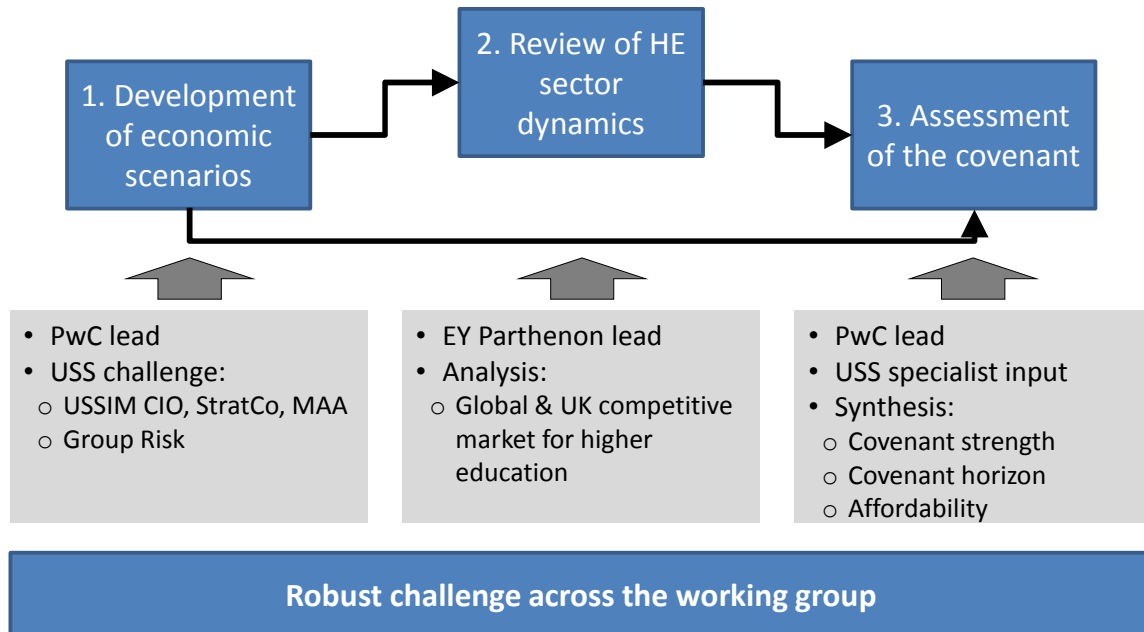 1. Development
of economic
scenarios
2. Review of HE
sector
dynamics
3. Assessment
of the covenant
• PwC lead
• USS challenge:
o USSIM CIO, StratCo, MAA
o Group Risk
• EY Parthenon lead
• Analysis:
o Global & UK competitive
market for higher
education
• PwC lead
• USS specialist input
• Synthesis:
o Covenant strength
o Covenant horizon
o Affordability
Robust challenge across the working group